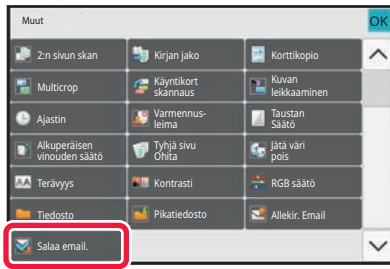 Muut
OK
2:n sivun skan
Kirjan jako
Korttikopio
Multicrop
Käyntikort
skannaus
Kuvan
leikkaaminen
Ajastin
Varmennus-
leima
Taustan
Säätö
Alkuperäisen
vinouden säätö
Tyhjä sivu
Ohita
Jätä väri
pois
AA
Terävyys
Kontrasti
RGB säätö
Tiedosto
Pikatiedosto
Allekir. Email
Salaa email.